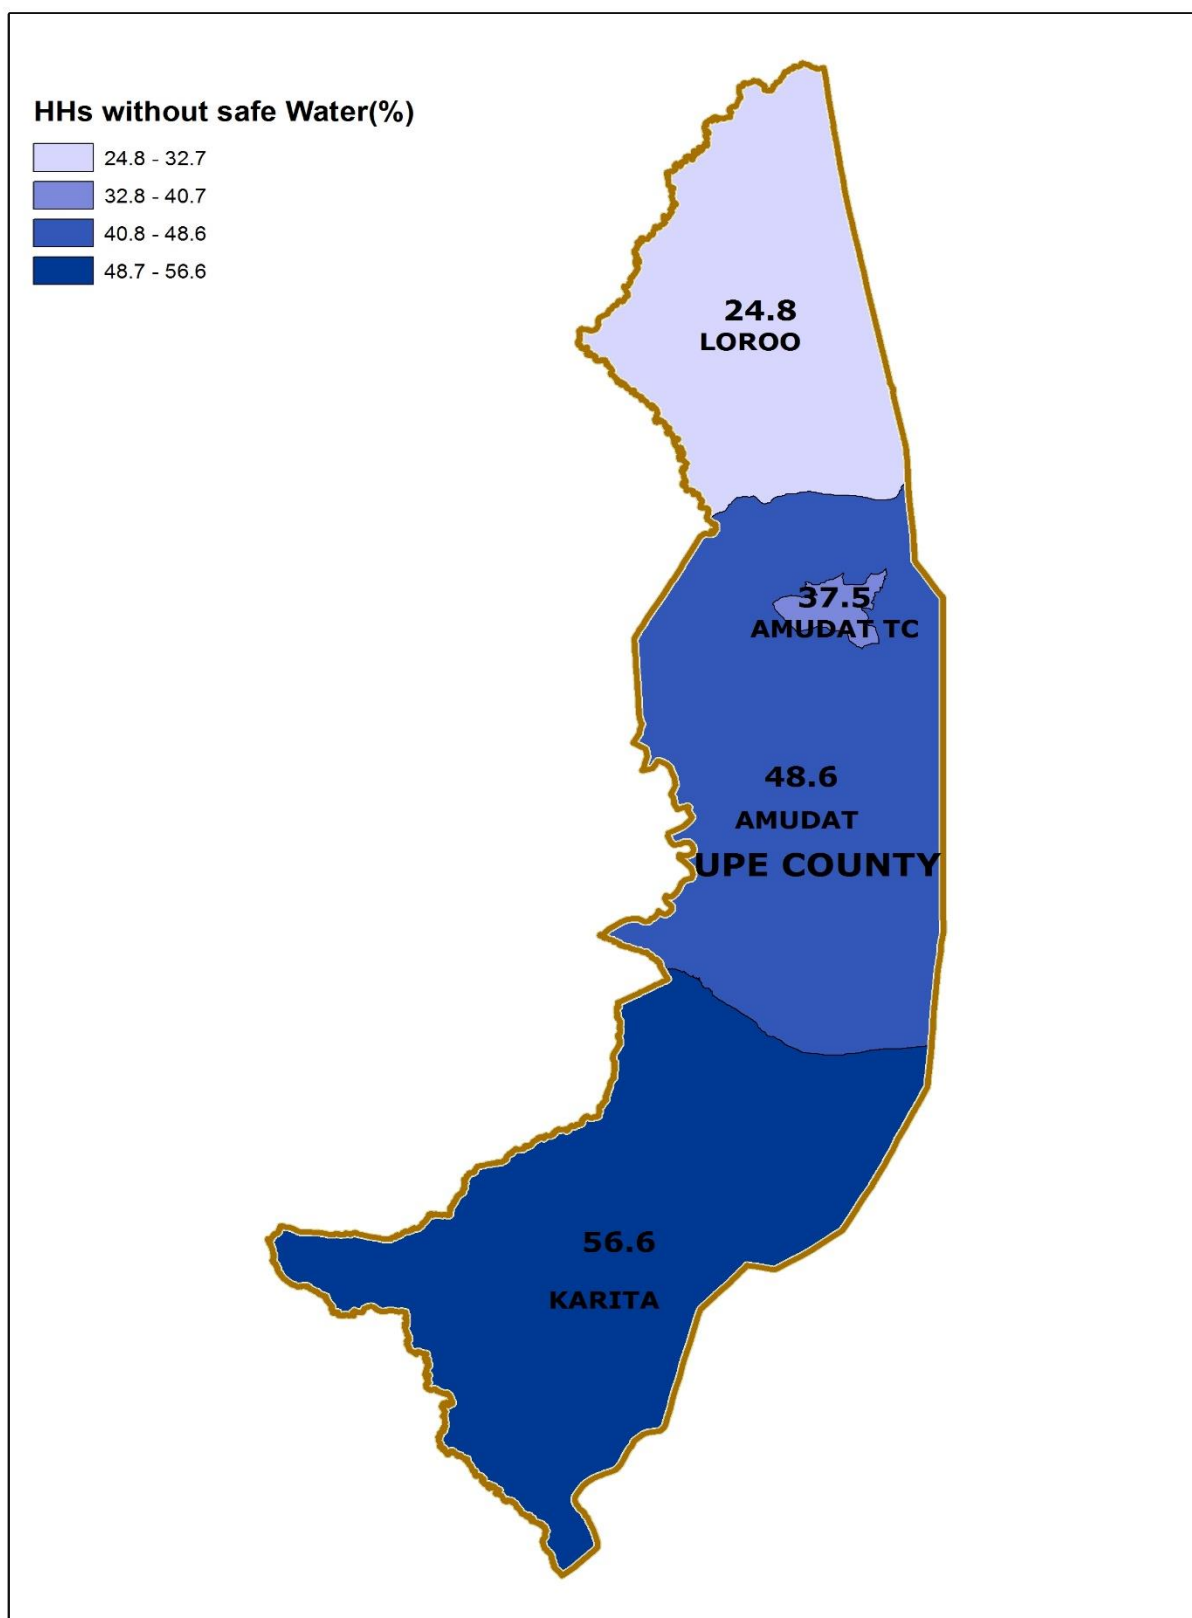 HHs without safe Water(%)
24.8 - 32.7
32.8 - 40.7
40.8 - 48.6
48.7 - 56.6
24.8
LOROO
37.5
AMUDAT TC
48.6
AMUDAT
UPE COUNTY
56.6
KARITA